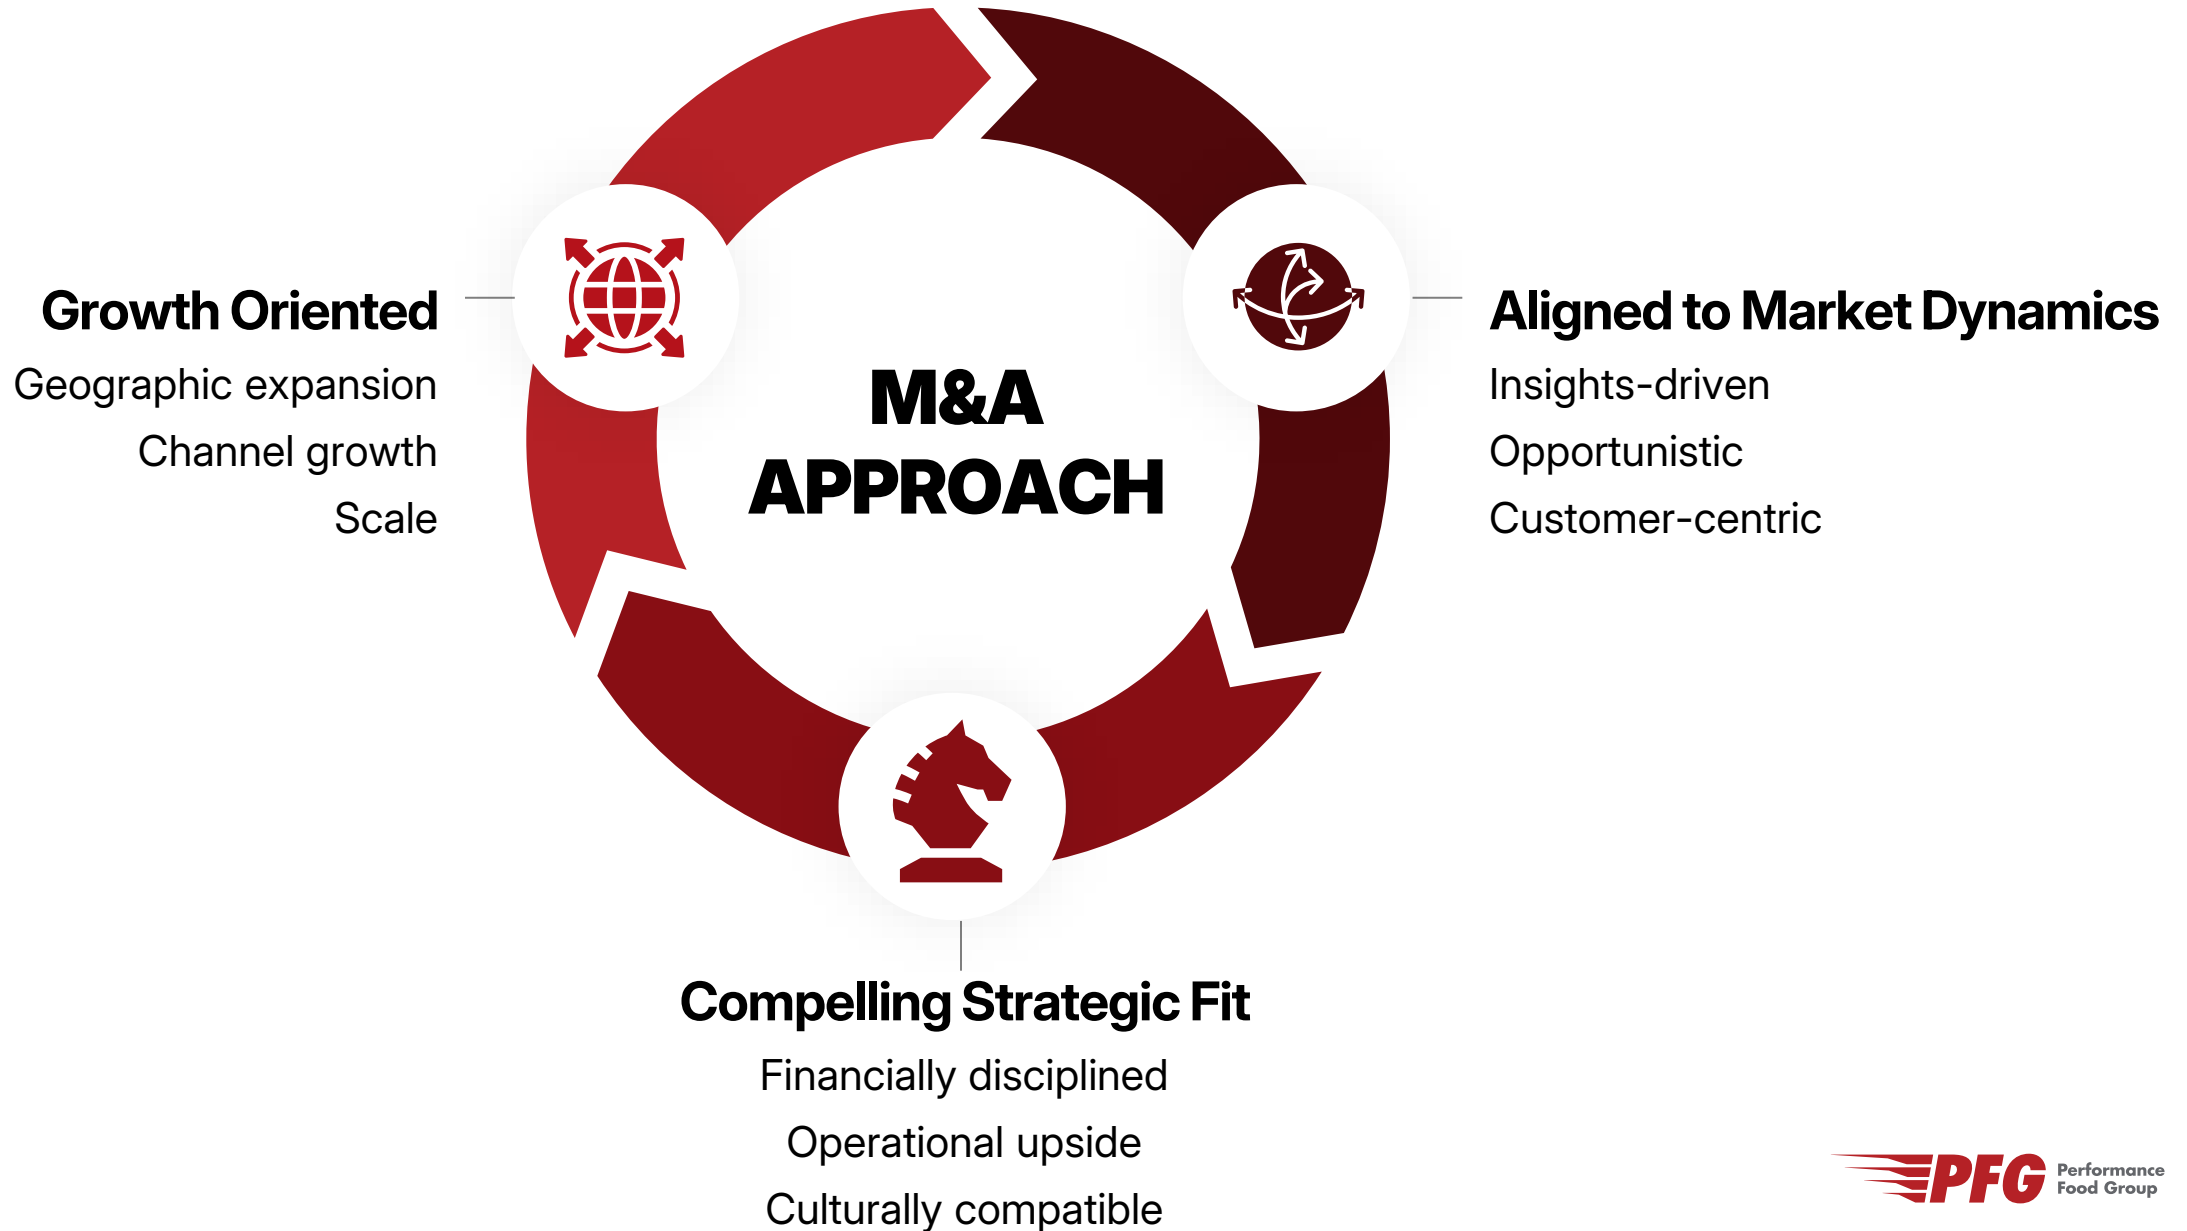 M&A
APPROACH
Growth Oriented
Geographic expansion
Channel growth
Scale
Aligned to Market Dynamics
Insights-driven
Opportunistic
Customer-centric
Compelling Strategic Fit
Financially disciplined
Operational upside
Culturally compatible
PFG
Performance
Food Group